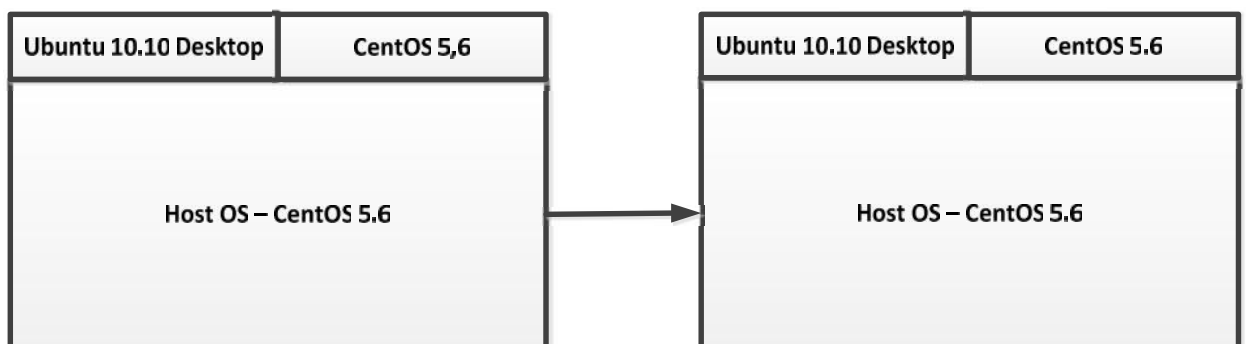 Ubuntu 10.10 Desktop
CentOS 5,6
Ubuntu 10.10 Desktop
CentOS 5.6
Host OS – CentOS 5.6
Host OS – CentOS 5.6